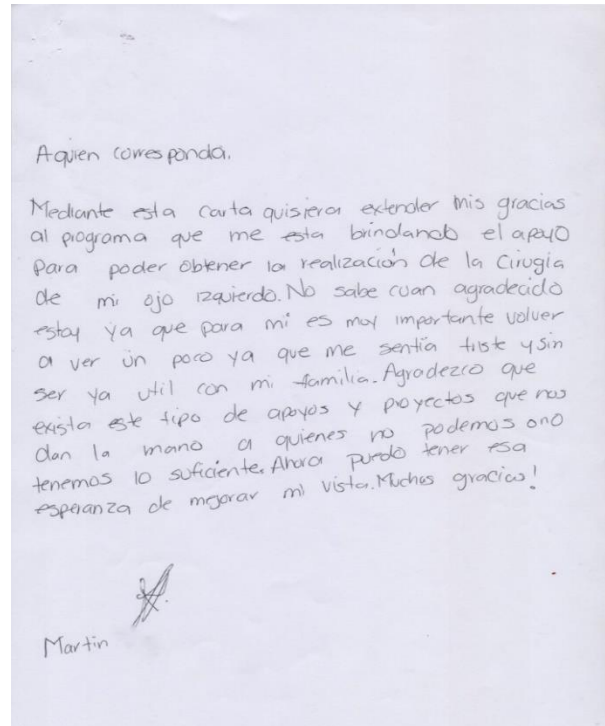 Aquien corresponda.
Mediante esta carta quisiera extender mis gracias
al programa que me esta brindando el apoyo
para poder obtener la realización de la Cirugia
de mi ojo izquierdo. No sabe cuan agradecido
estoy ya que para mi es muy importante volver
a ver un poco ya que me sentía triste y sin
ser ya util con mi familia. Agradezco que
exista este tipo de apoyos y proyectos que nos
dan la mano a quienes no podemos ono
tenemos lo suficiente. Ahora puedo tener esa
esperanza de mejorar mi vista. Muchas gracias!
Martin